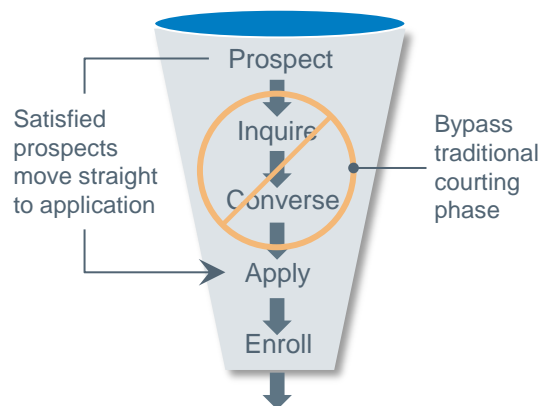 Prospect
Inquire
Converse
Apply
Enroll
Satisfied
prospects
move straight
to application
Bypass
traditional
courting
phase